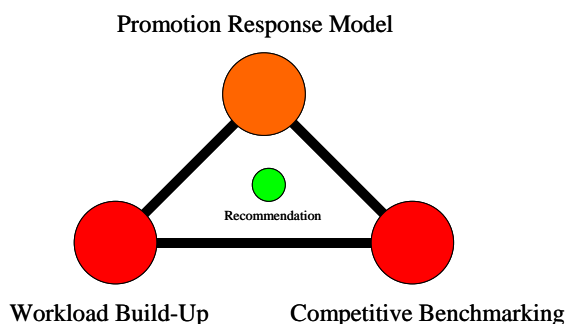 Promotion Response Model
Recommendation
Workload Build-Up
Competitive Benchmarking